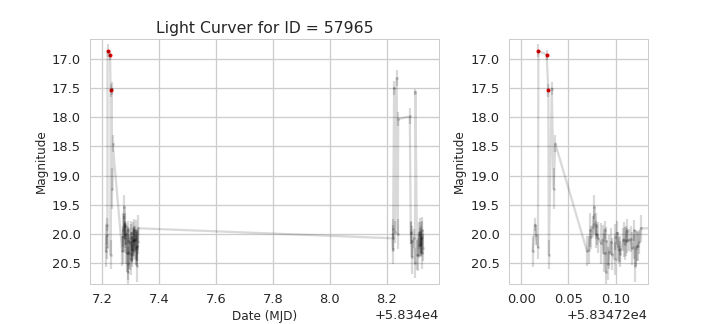 Light Curver for ID = 57965
Magnitude
17.0
17.5
18.0
18.5
19.0
19.5
20.0
20.5
7.2 7.4 7.6 7.8 8.0 8.2
Date (MJD)
+5.834e4
Magnitude
17.0
17.5
18.0
18.5
19.0
19.5
20.0
20.5
0.00 0.05 0.10
+5.83472e4